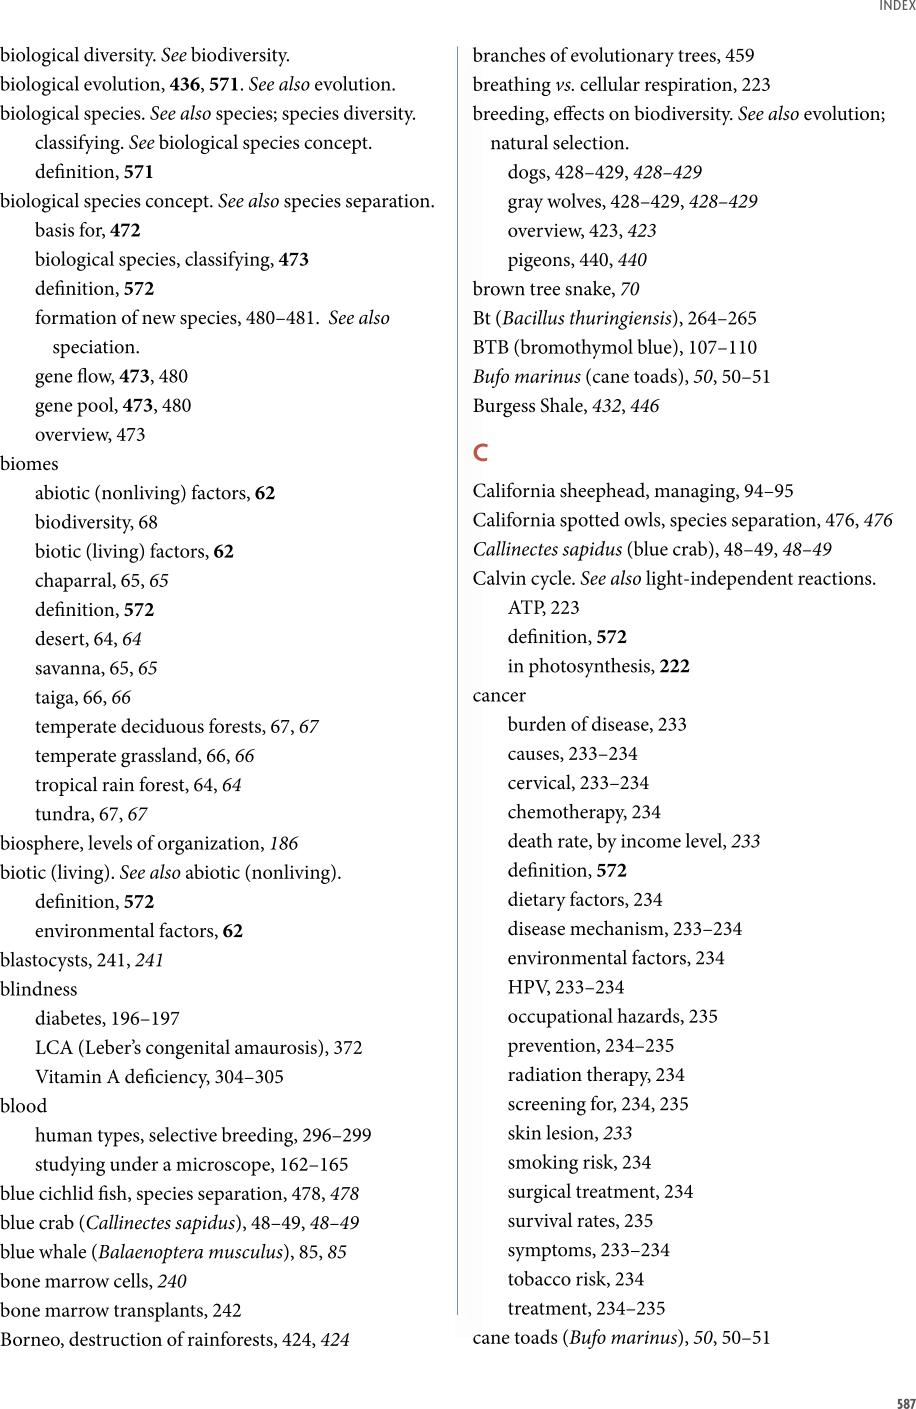 INDEX
biological diversity. See biodiversity.
biological evolution, 436, 571. See also evolution.
biological species. See also species; species diversity.
classifying. See biological species concept.
definition, 571
biological species concept. See also species separation.
basis for, 472
biological species, classifying, 473
definition, 572
formation of new species, 480–481. See also
speciation.
gene flow, 473, 480
gene pool, 473, 480
overview, 473
biomes
abiotic (nonliving) factors, 62
biodiversity, 68
biotic (living) factors, 62
chaparral, 65, 65
definition, 572
desert, 64, 64
savanna, 65, 65
taiga, 66, 66
temperate deciduous forests, 67, 67
temperate grassland, 66, 66
tropical rain forest, 64, 64
tundra, 67, 67
biosphere, levels of organization, 186
biotic (living). See also abiotic (nonliving).
definition, 572
environmental factors, 62
blastocysts, 241, 241
blindness
diabetes, 196–197
LCA (Leber’s congenital amaurosis), 372
Vitamin A deficiency, 304–305
blood
human types, selective breeding, 296–299
studying under a microscope, 162–165
blue cichlid fish, species separation, 478, 478
blue crab (Callinectes sapidus), 48–49, 48–49
blue whale (Balaenoptera musculus), 85, 85
bone marrow cells, 240
bone marrow transplants, 242
Borneo, destruction of rainforests, 424, 424
branches of evolutionary trees, 459
breathing vs. cellular respiration, 223
breeding, effects on biodiversity. See also evolution;
natural selection.
dogs, 428–429, 428–429
gray wolves, 428–429, 428–429
overview, 423, 423
pigeons, 440, 440
brown tree snake, 70
Bt (Bacillus thuringiensis), 264–265
BTB (bromothymol blue), 107–110
Bufo marinus (cane toads), 50, 50–51
Burgess Shale, 432, 446
C
California sheephead, managing, 94–95
California spotted owls, species separation, 476, 476
Callinectes sapidus (blue crab), 48–49, 48–49
Calvin cycle. See also light-independent reactions.
ATP, 223
definition, 572
in photosynthesis, 222
cancer
burden of disease, 233
causes, 233–234
cervical, 233–234
chemotherapy, 234
death rate, by income level, 233
definition, 572
dietary factors, 234
disease mechanism, 233–234
environmental factors, 234
HPV, 233–234
occupational hazards, 235
prevention, 234–235
radiation therapy, 234
screening for, 234, 235
skin lesion, 233
smoking risk, 234
surgical treatment, 234
survival rates, 235
symptoms, 233–234
tobacco risk, 234
treatment, 234–235
cane toads (Bufo marinus), 50, 50–51
587